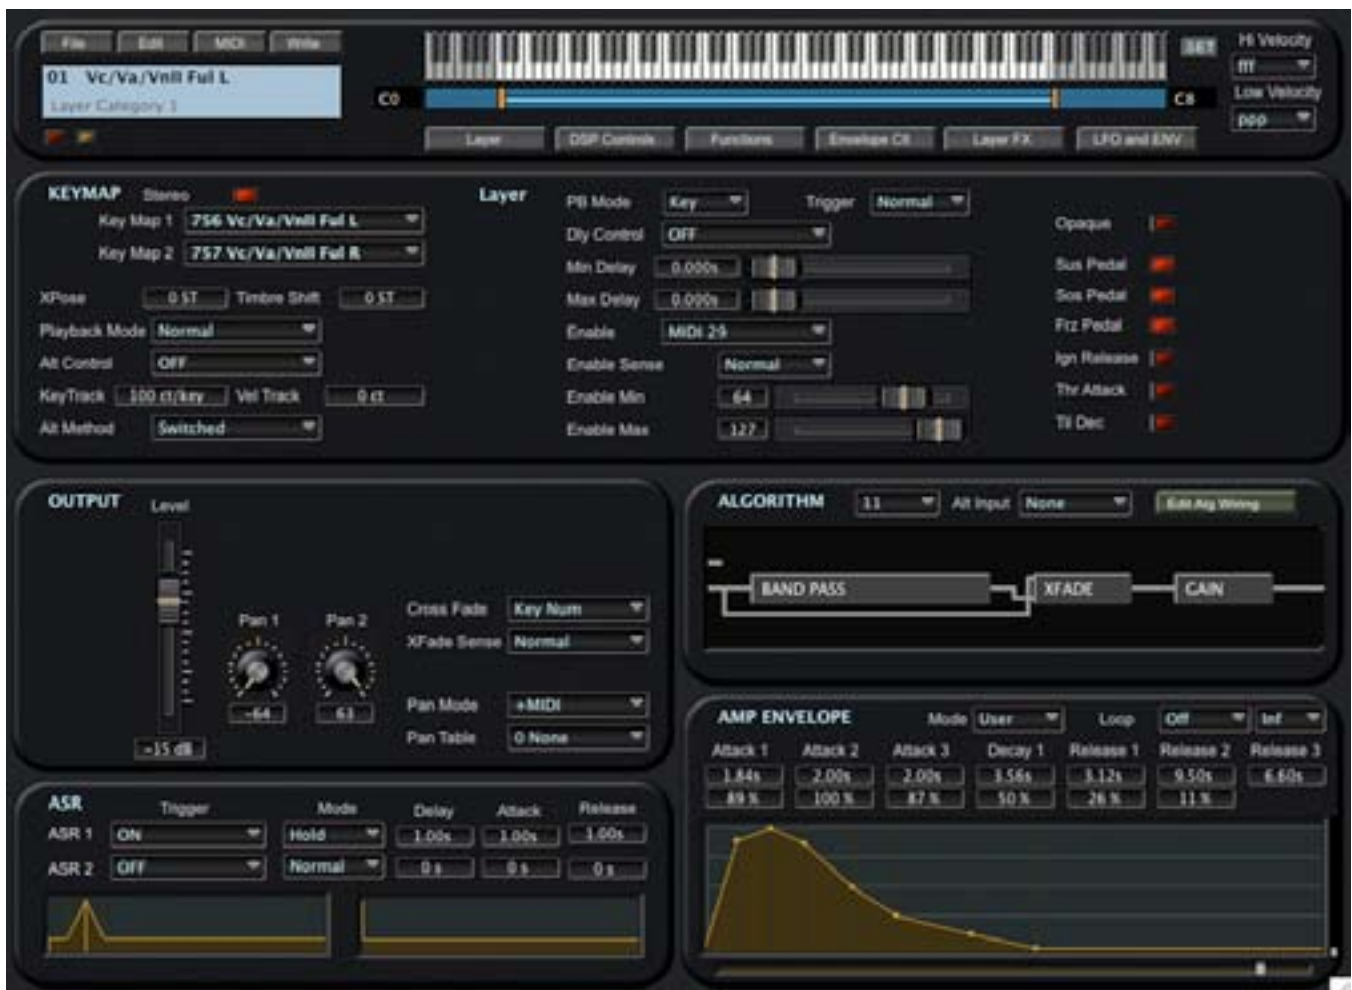 File Edit MIDI Write
SET Hi Velocity
01 Vc/Va/VnII Ful L
fff
Layer Category 1
C0 C8
Low Velocity
ppp
Layer DSP Controls Functions Envelope Ctl Layer FX LFO and ENV
KEYMAP Stereo
Key Map 1 756 Vc/Va/VnII Ful L
Key Map 2 757 Vc/Va/VnII Ful R
XPose 0 ST Timbre Shift 0 ST
Playback Mode Normal
Alt Control OFF
KeyTrack 100 ct/key Vel Track 0 ct
Alt Method Switched
Layer PB Mode Key Trigger Normal
Dly Control OFF
Min Delay 0.000s
Max Delay 0.000s
Enable MIDI 29
Enable Sense Normal
Enable Min 64
Enable Max 127
Opaque
Sus Pedal
Sos Pedal
Frz Pedal
Ign Release
Thr Attack
Til Dec
OUTPUT Level
Pan 1 Pan 2
-64 63
-15 dB
Cross Fade Key Num
XFade Sense Normal
Pan Mode +MIDI
Pan Table 0 None
ALGORITHM 11 Alt Input None Edit Alg Wiring
BAND PASS XFADE GAIN
ASR Trigger Mode Delay Attack Release
ASR 1 ON Hold 1.00s 1.00s 1.00s
ASR 2 OFF Normal 0 s 0 s 0 s
AMP ENVELOPE Mode User Loop Off Inf
Attack 1 Attack 2 Attack 3 Decay 1 Release 1 Release 2 Release 3
1.84s 2.00s 2.00s 3.56s 3.12s 9.50s 6.60s
89 % 100 % 87 % 50 % 26 % 11 %